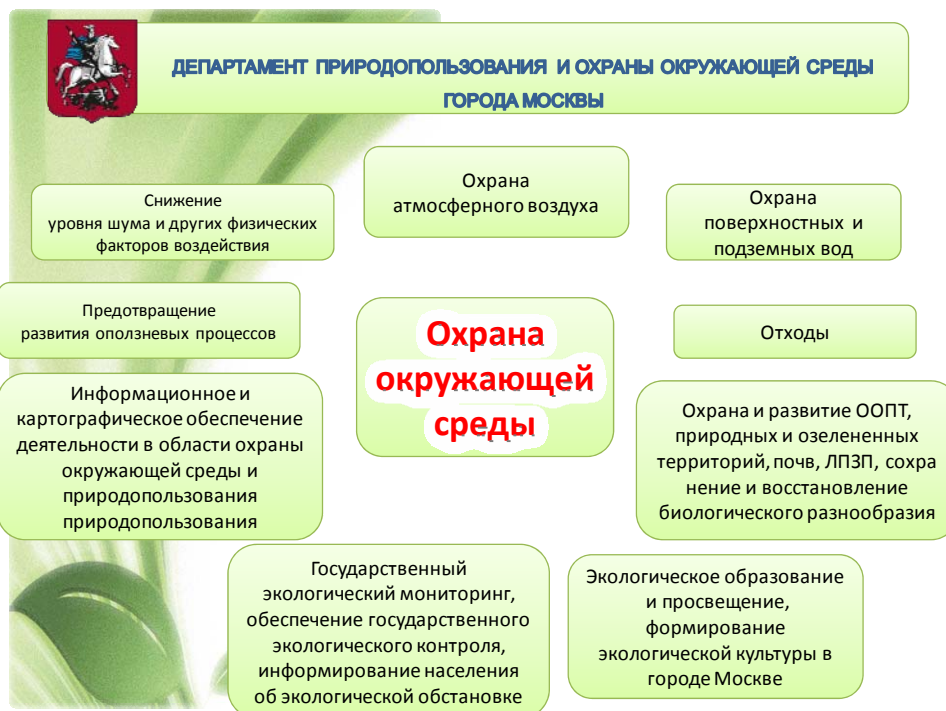 ДЕПАРТАМЕНТ ПРИРОДОПОЛЬЗОВАНИЯ И ОХРАНЫ ОКРУЖАЮЩЕЙ СРЕДЫ
ГОРОДА МОСКВЫ
Охрана
атмосферного воздуха
Снижение
уровня шума и других физических
факторов воздействия
Охрана
поверхностных и
подземных вод
Предотвращение
развития оползневых процессов
Охрана
окружающей
среды
Отходы
Информационное и
картографическое обеспечение
деятельности в области охраны
окружающей среды и
природопользования
природопользования
Охрана и развитие ООПТ,
природных и озелененных
территорий, почв, ЛПЗП, сохра
нение и восстановление
биологического разнообразия
Государственный
экологический мониторинг,
обеспечение государственного
экологического контроля,
информирование населения
об экологической обстановке
Экологическое образование
и просвещение,
формирование
экологической культуры в
городе Москве